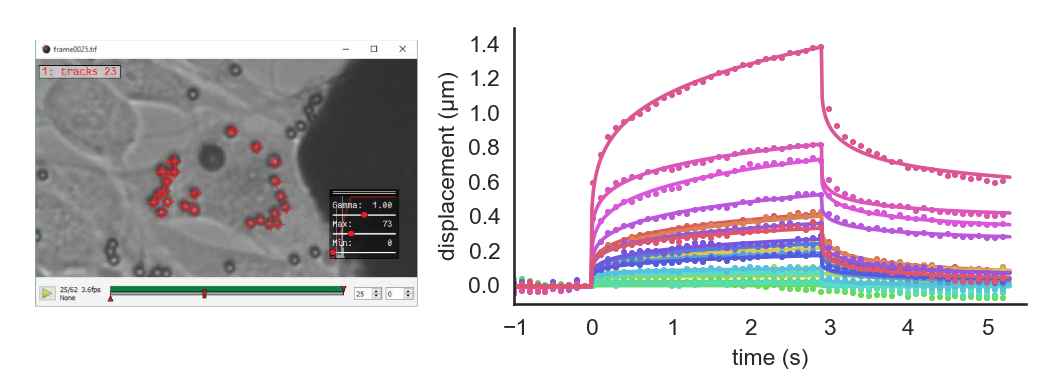 frame0025.tif
1: tracks 23
Gamma: 1.00
Max: 73
Min: 0
25/62 3.6fps
None
25
0
displacement (µm)
1.4
1.2
1.0
0.8
0.6
0.4
0.2
0.0
−1 0 1 2 3 4 5
time (s)